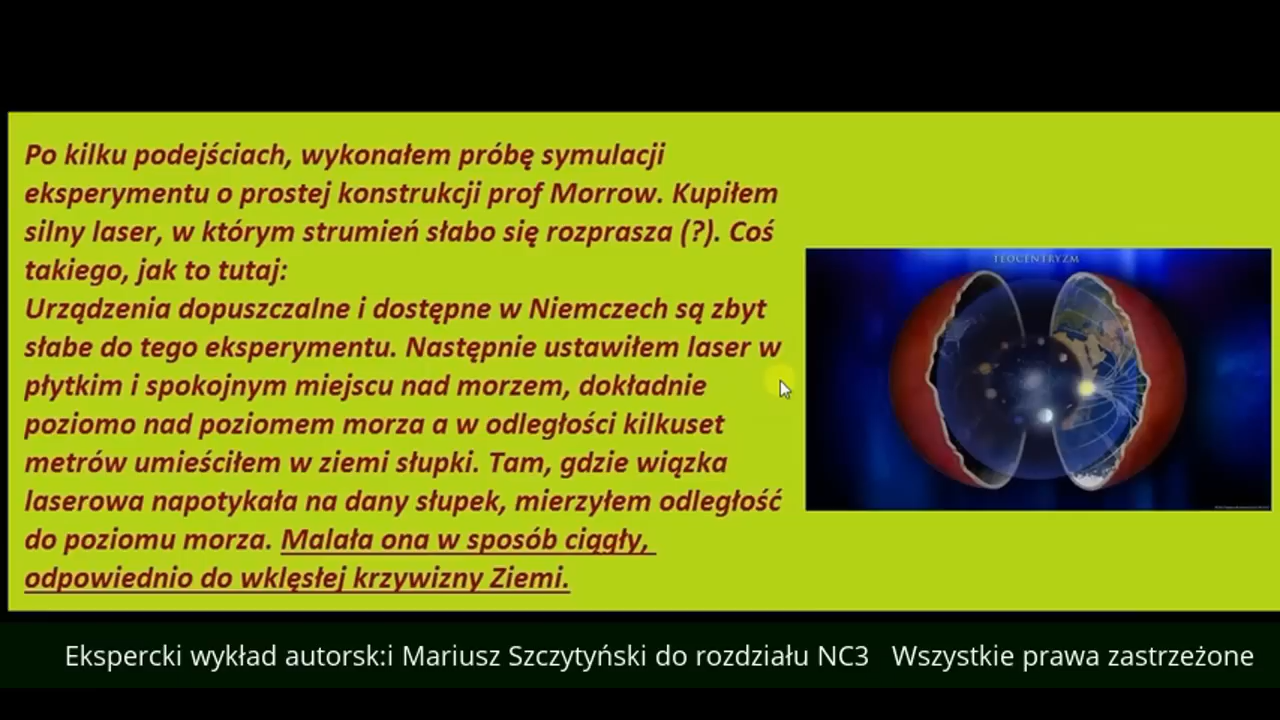 Po kilku podejściach, wykonałem próbę symulacji
eksperymentu o prostej konstrukcji prof Morrow. Kupiłem
silny laser, w którym strumień słabo się rozprasza (?). Coś
takiego, jak to tutaj:
Urządzenia dopuszczalne i dostępne w Niemczech są zbyt
słabe do tego eksperymentu. Następnie ustawiłem laser w
płytkim i spokojnym miejscu nad morzem, dokładnie
poziomo nad poziomem morza a w odległości kilkuset
metrów umieściłem w ziemi słupki. Tam, gdzie wiązka
laserowa napotykała na dany słupek, mierzyłem odległość
do poziomu morza. Malała ona w sposób ciągły,
odpowiednio do wklęsłej krzywizny Ziemi.
Ekspercki wykład autorsk:i Mariusz Szczytyński do rozdziału NC3 Wszystkie prawa zastrzeżone